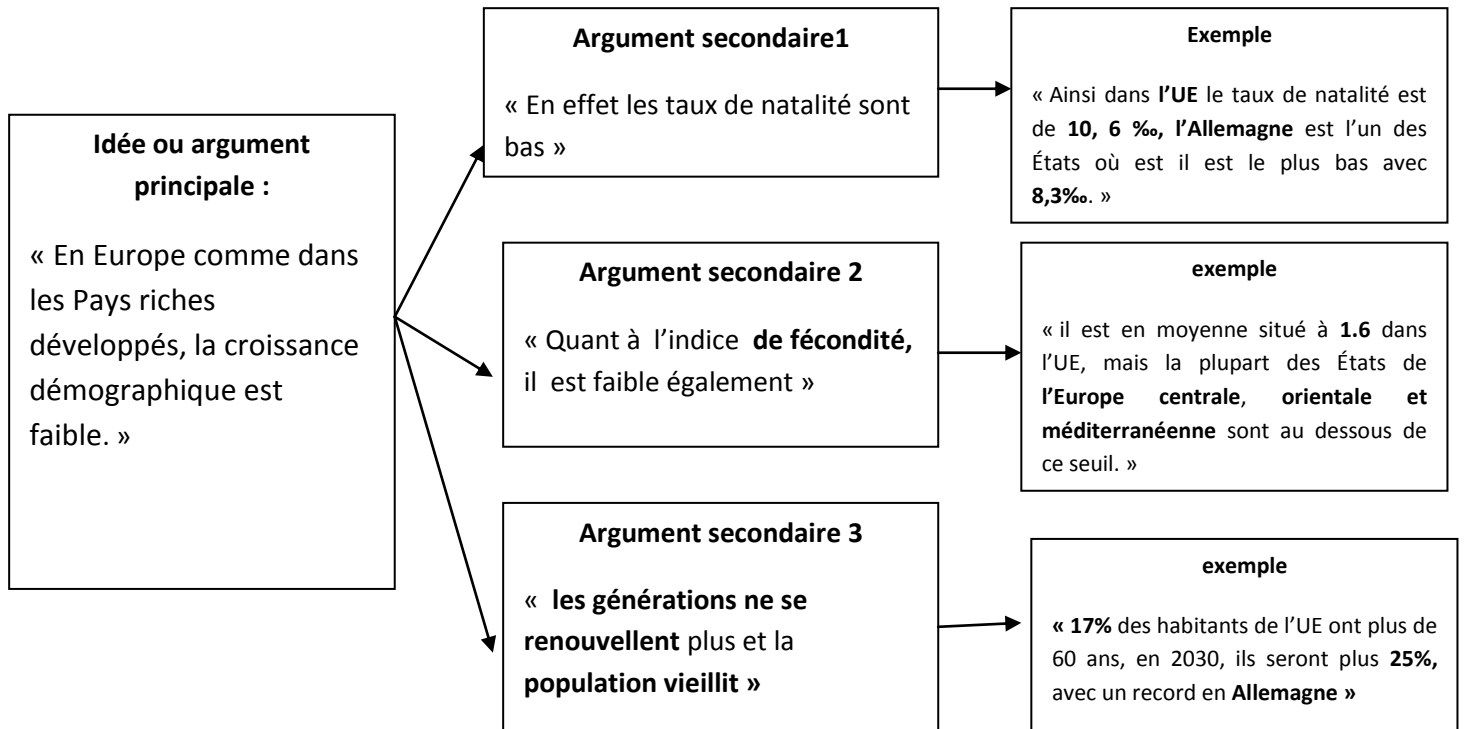 Idée ou argument
principale :
« En Europe comme dans
les Pays riches
développés, la croissance
démographique est
faible. »
Argument secondaire1
« En effet les taux de natalité sont
bas »
Exemple
« Ainsi dans l’UE le taux de natalité est
de 10, 6 ‰, l’Allemagne est l’un des
États où est il est le plus bas avec
8,3‰. »
Argument secondaire 2
« Quant à l’indice de fécondité,
il est faible également »
exemple
« il est en moyenne situé à 1.6 dans
l’UE, mais la plupart des États de
l’Europe centrale, orientale et
méditerranéenne sont au dessous de
ce seuil. »
Argument secondaire 3
« les générations ne se
renouvellent plus et la
population vieillit »
exemple
« 17% des habitants de l’UE ont plus de
60 ans, en 2030, ils seront plus 25%,
avec un record en Allemagne »